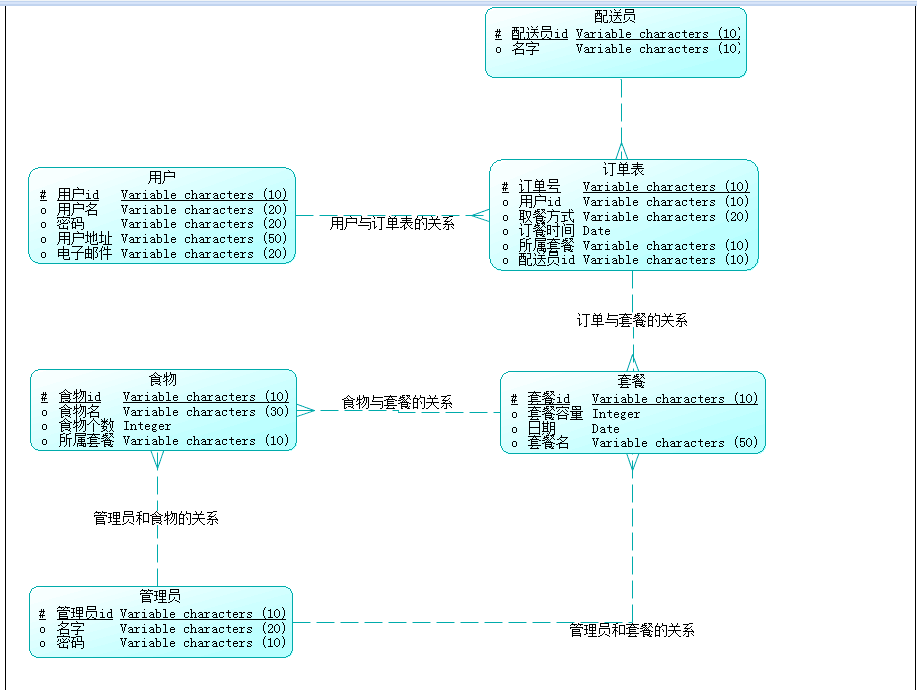 配送员
# 配送员id Variable characters (10)
o 名字 Variable characters (10)
用户
# 用户id Variable characters (10)
o 用户名 Variable characters (20)
o 密码 Variable characters (20)
o 用户地址 Variable characters (50)
o 电子邮件 Variable characters (20)
用户与订单表的关系
订单表
# 订单号 Variable characters (10)
o 用户id Variable characters (10)
o 取餐方式 Variable characters (20)
o 订餐时间 Date
o 所属套餐 Variable characters (10)
o 配送员id Variable characters (10)
订单与套餐的关系
食物
# 食物id Variable characters (10)
o 食物名 Variable characters (30)
o 食物个数 Integer
o 所属套餐 Variable characters (10)
食物与套餐的关系
套餐
# 套餐id Variable characters (10)
o 套餐容量 Integer
o 日期 Date
o 套餐名 Variable characters (50)
管理员和食物的关系
管理员
# 管理员id Variable characters (10)
o 名字 Variable characters (20)
o 密码 Variable characters (10)
管理员和套餐的关系